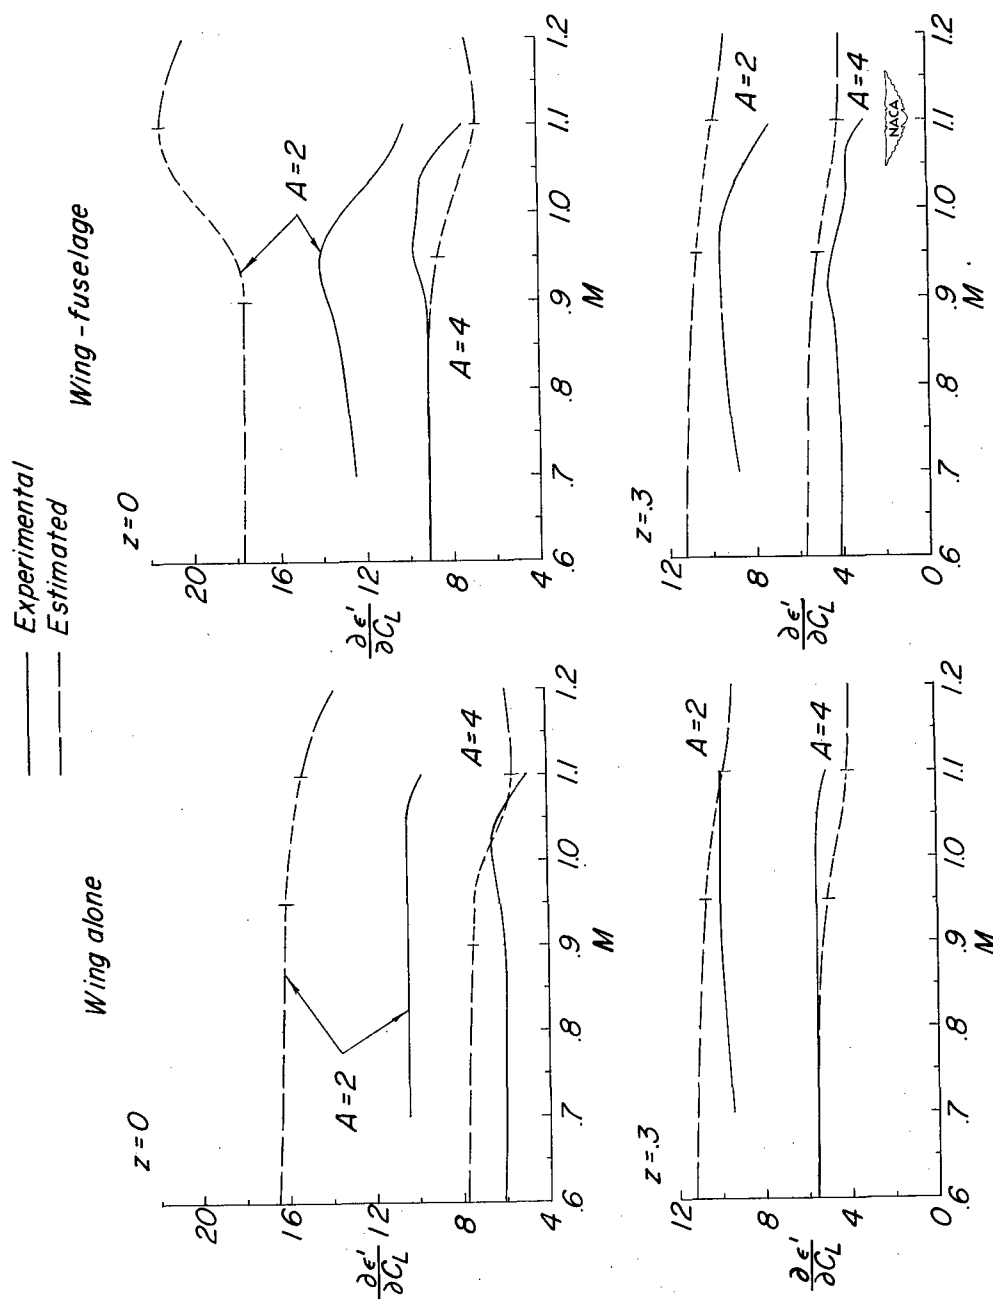 Experimental
Estimated
Wing alone
Wing-fuselage
z=0
20
16
12
8
4
∂ε'/∂C_L
A=2
A=4
.6 .7 .8 .9 1.0 1.1 1.2
M
z=0
20
16
12
8
4
∂ε'/∂C_L
A=2
A=4
.6 .7 .8 .9 1.0 1.1 1.2
M
z=.3
12
8
4
0
∂ε'/∂C_L
A=2
A=4
.6 .7 .8 .9 1.0 1.1 1.2
M
z=.3
12
8
4
0
∂ε'/∂C_L
A=2
A=4
NACA
.6 .7 .8 .9 1.0 1.1 1.2
M